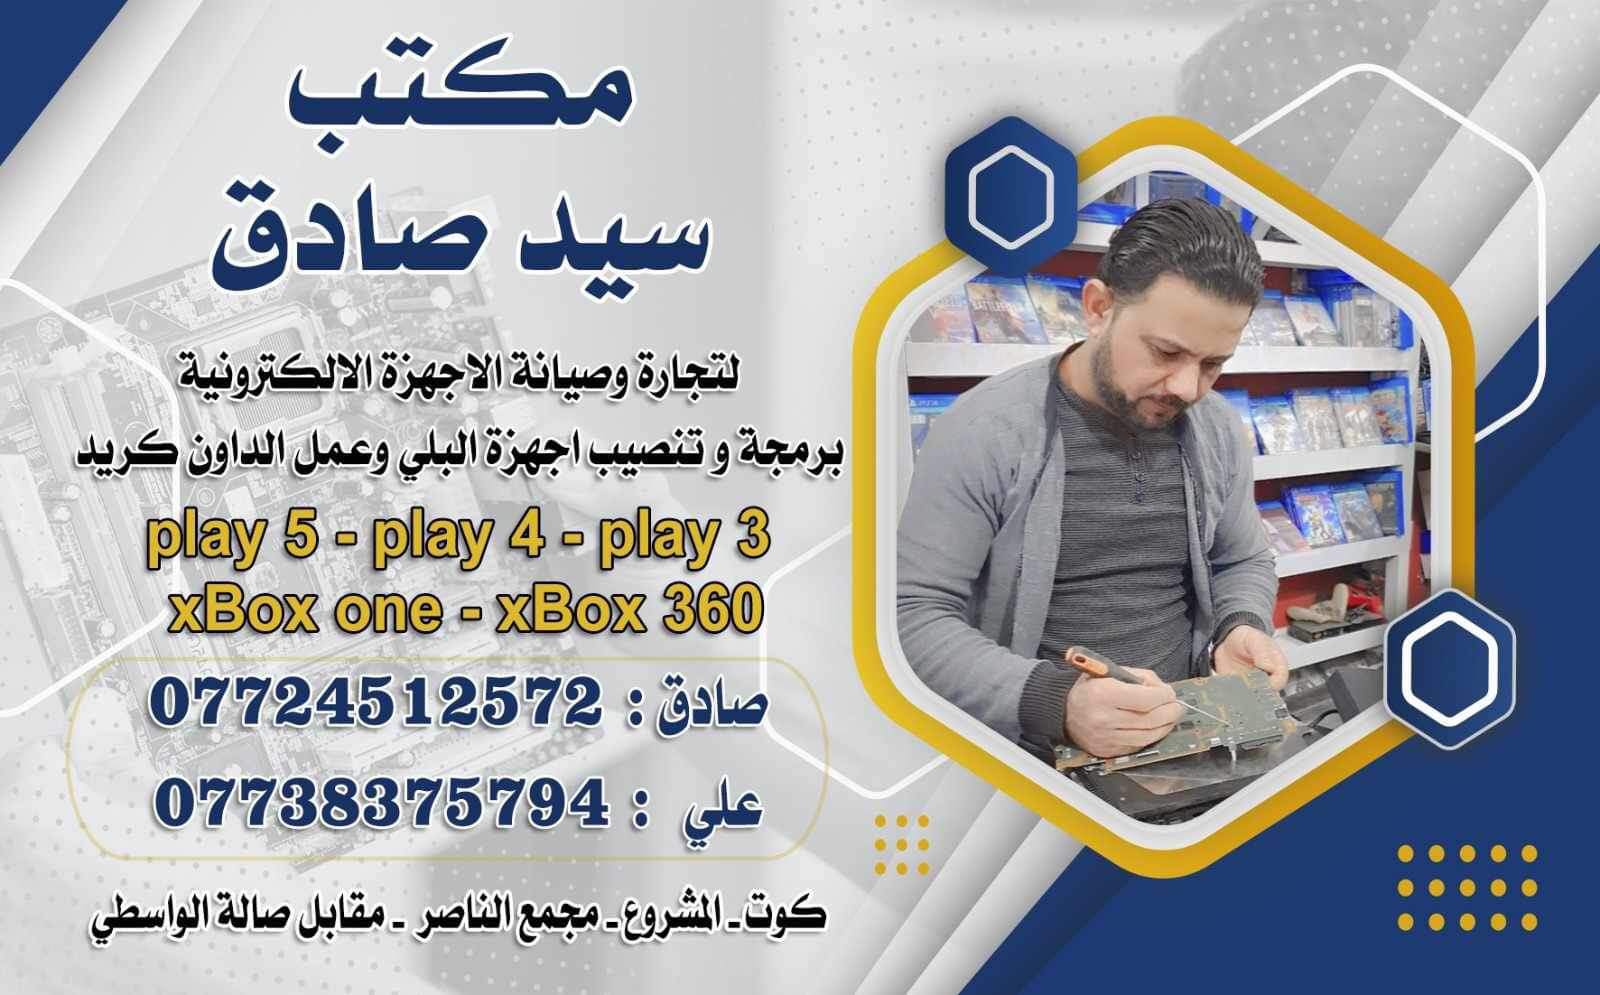 مكتب
سيد صادق
لتجارة وصيانة الاجهزة الالكترونية
برمجة و تنصيب اجهزة البلي وعمل الداون كريد
play 5 - play 4 - play 3
xBox one - xBox 360
صادق : 07724512572
علي : 07738375794
كوت ـ المشروع ـ مجمع الناصر ـ مقابل صالة الواسطي